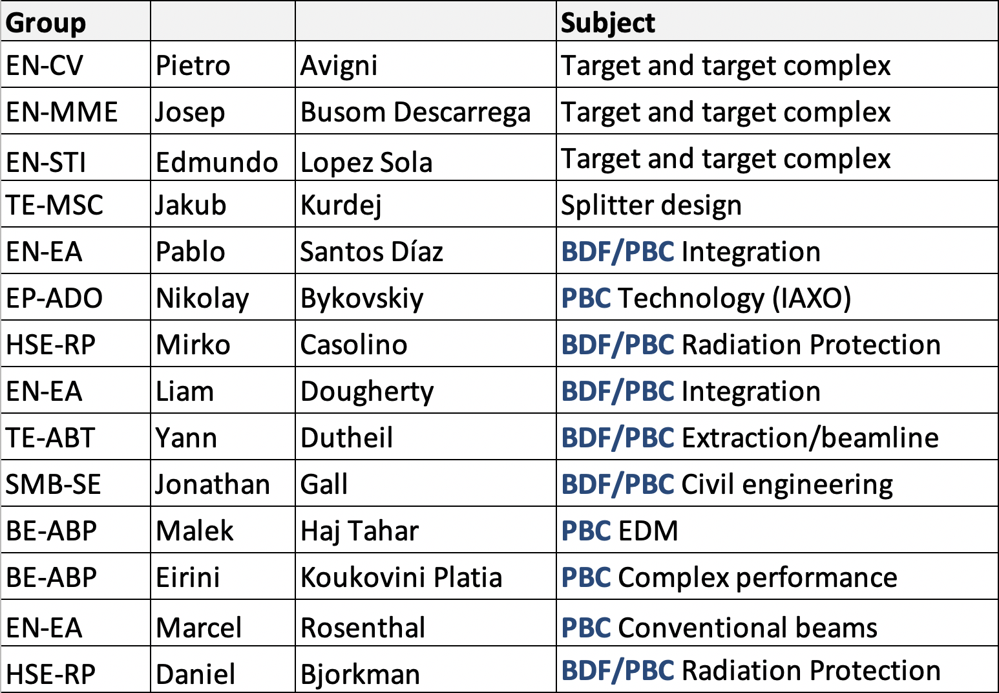 Group Subject
EN-CV Pietro Avigni Target and target complex
EN-MME Josep Busom Descarrega Target and target complex
EN-STI Edmundo Lopez Sola Target and target complex
TE-MSC Jakub Kurdej Splitter design
EN-EA Pablo Santos Díaz BDF/PBC Integration
EP-ADO Nikolay Bykovskiy PBC Technology (IAXO)
HSE-RP Mirko Casolino BDF/PBC Radiation Protection
EN-EA Liam Dougherty BDF/PBC Integration
TE-ABT Yann Dutheil BDF/PBC Extraction/beamline
SMB-SE Jonathan Gall BDF/PBC Civil engineering
BE-ABP Malek Haj Tahar PBC EDM
BE-ABP Eirini Koukovini Platia PBC Complex performance
EN-EA Marcel Rosenthal PBC Conventional beams
HSE-RP Daniel Bjorkman BDF/PBC Radiation Protection